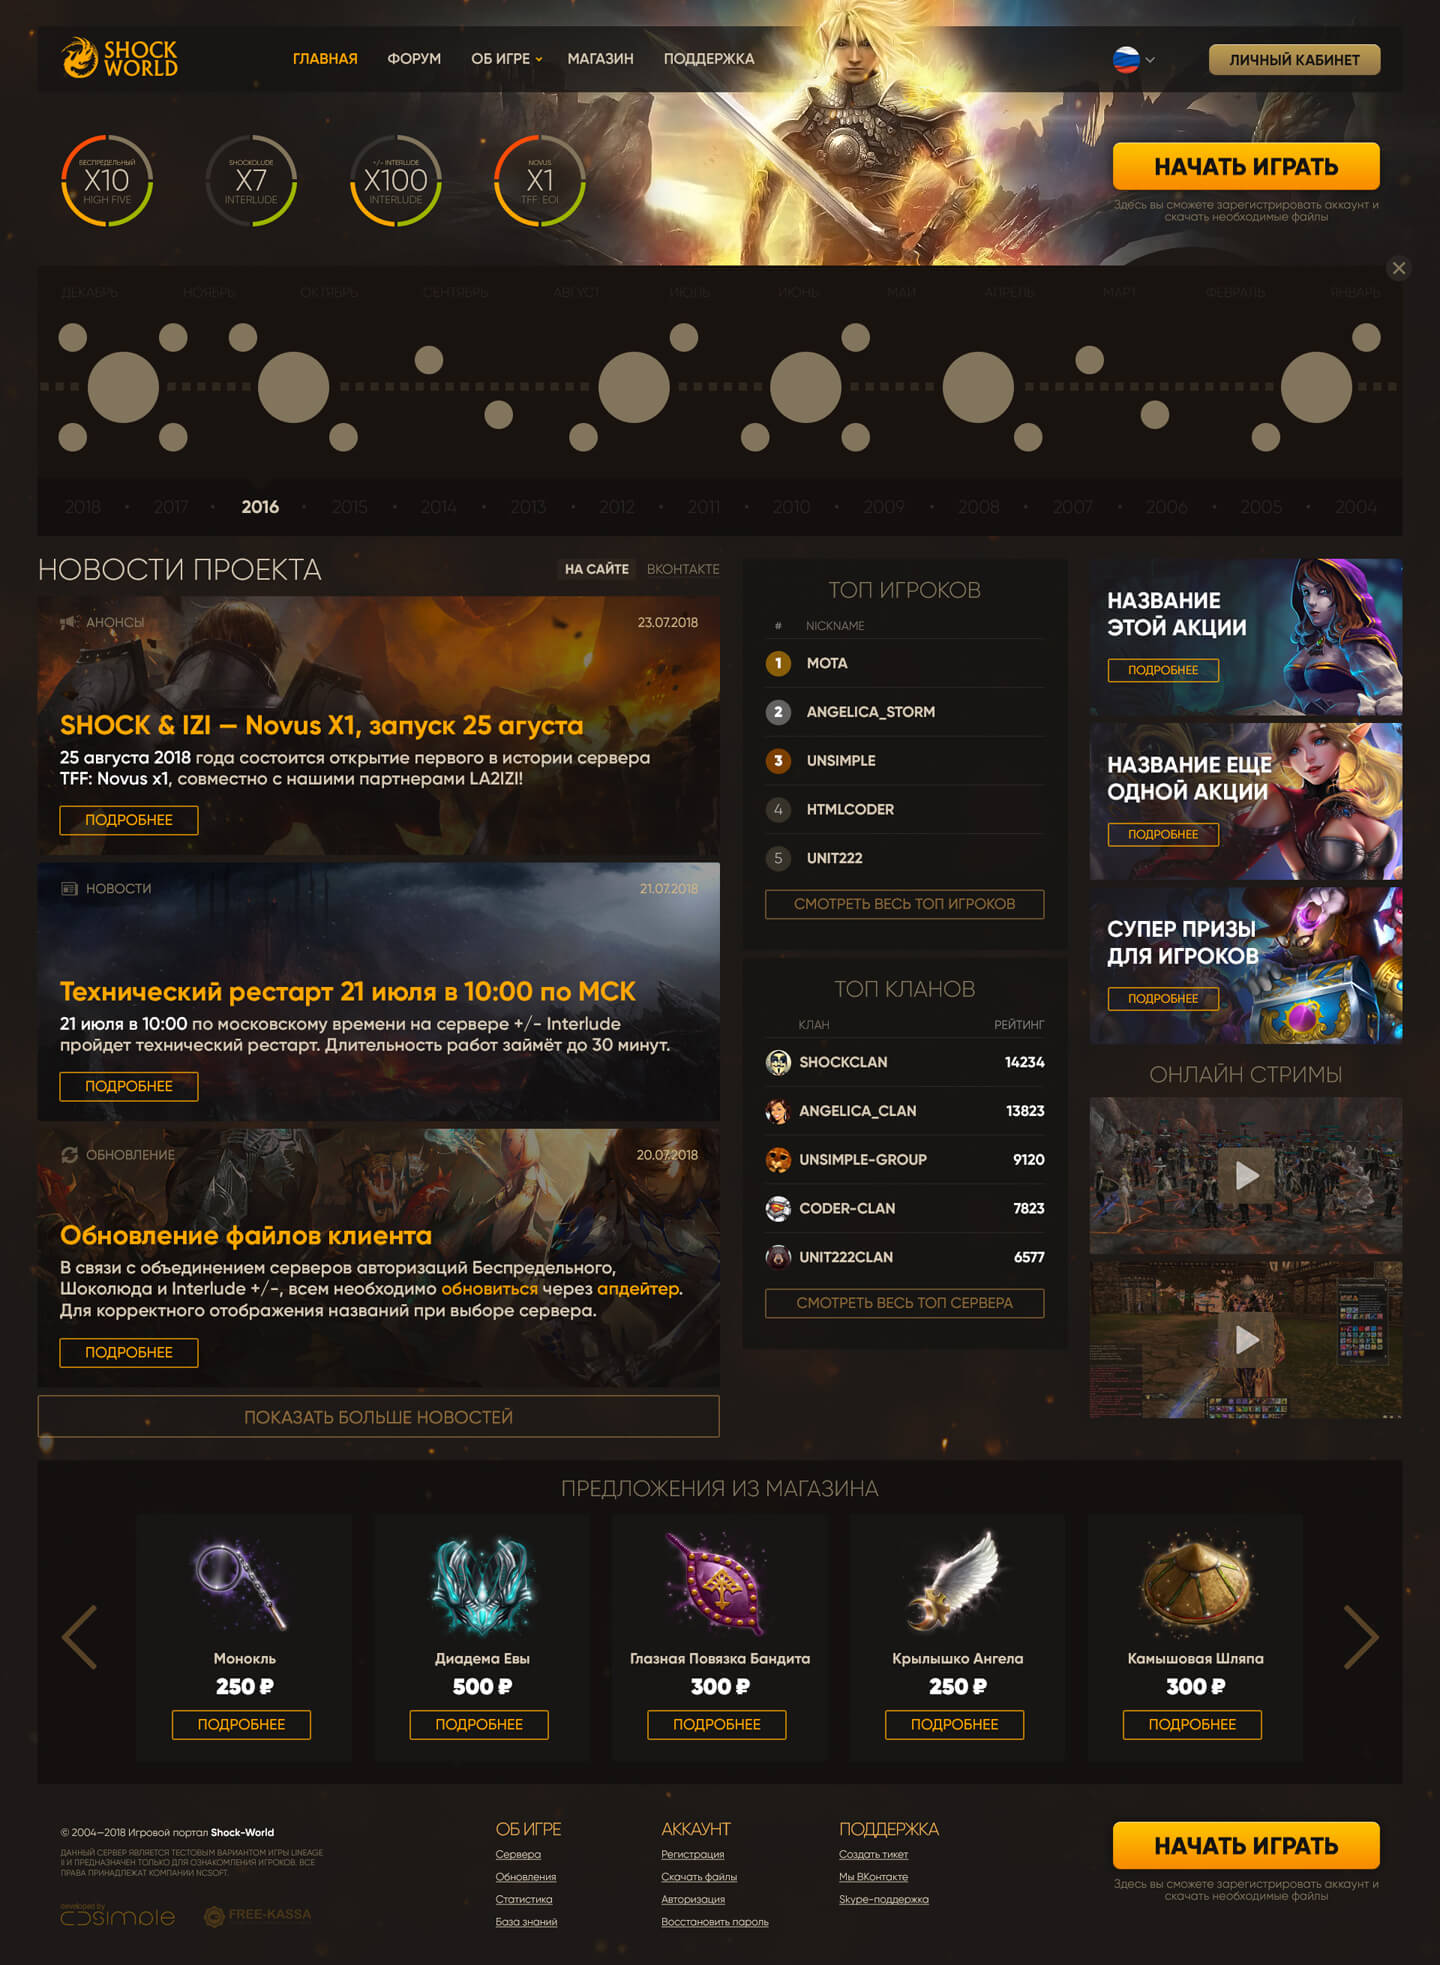 SHOCK
WORLD
ГЛАВНАЯ
ФОРУМ
ОБ ИГРЕ
МАГАЗИН
ПОДДЕРЖКА
ЛИЧНЫЙ КАБИНЕТ
БЕСПРЕДЕЛЬНЫЙ
X10
HIGH FIVE
SHOCKOLUDE
X7
INTERLUDE
+/- INTERLUDE
X100
INTERLUDE
NOVUS
X1
TFF: EOI
НАЧАТЬ ИГРАТЬ
Здесь вы сможете зарегистрировать аккаунт и
скачать необходимые файлы
ДЕКАБРЬ НОЯБРЬ ОКТЯБРЬ СЕНТЯБРЬ АВГУСТ ИЮЛЬ ИЮНЬ МАЙ АПРЕЛЬ МАРТ ФЕВРАЛЬ ЯНВАРЬ
2018 • 2017 • 2016 • 2015 • 2014 • 2013 • 2012 • 2011 • 2010 • 2009 • 2008 • 2007 • 2006 • 2005 • 2004
НОВОСТИ ПРОЕКТА
НА САЙТЕ
ВКОНТАКТЕ
АНОНСЫ
23.07.2018
SHOCK & IZI — Novus X1, запуск 25 агуста
25 августа 2018 года состоится открытие первого в истории сервера
TFF: Novus x1, совместно с нашими партнерами LA2IZI!
ПОДРОБНЕЕ
НОВОСТИ
21.07.2018
Технический рестарт 21 июля в 10:00 по МСК
21 июля в 10:00 по московскому времени на сервере +/- Interlude
пройдет технический рестарт. Длительность работ займёт до 30 минут.
ПОДРОБНЕЕ
ОБНОВЛЕНИЕ
20.07.2018
Обновление файлов клиента
В связи с объединением серверов авторизаций Беспредельного,
Шоколюда и Interlude +/-, всем необходимо обновиться через апдейтер.
Для корректного отображения названий при выборе сервера.
ПОДРОБНЕЕ
ПОКАЗАТЬ БОЛЬШЕ НОВОСТЕЙ
ТОП ИГРОКОВ
# NICKNAME
1 MOTA
2 ANGELICA_STORM
3 UNSIMPLE
4 HTMLCODER
5 UNIT222
СМОТРЕТЬ ВЕСЬ ТОП ИГРОКОВ
ТОП КЛАНОВ
КЛАН РЕЙТИНГ
SHOCKCLAN 14234
ANGELICA_CLAN 13823
UNSIMPLE-GROUP 9120
CODER-CLAN 7823
UNIT222CLAN 6577
СМОТРЕТЬ ВЕСЬ ТОП СЕРВЕРА
НАЗВАНИЕ
ЭТОЙ АКЦИИ
ПОДРОБНЕЕ
НАЗВАНИЕ ЕЩЕ
ОДНОЙ АКЦИИ
ПОДРОБНЕЕ
СУПЕР ПРИЗЫ
ДЛЯ ИГРОКОВ
ПОДРОБНЕЕ
ОНЛАЙН СТРИМЫ
ПРЕДЛОЖЕНИЯ ИЗ МАГАЗИНА
Монокль
250 ₽
ПОДРОБНЕЕ
Диадема Евы
500 ₽
ПОДРОБНЕЕ
Глазная Повязка Бандита
300 ₽
ПОДРОБНЕЕ
Крылышко Ангела
250 ₽
ПОДРОБНЕЕ
Камышовая Шляпа
300 ₽
ПОДРОБНЕЕ
© 2004—2018 Игровой портал Shock-World
ДАННЫЙ СЕРВЕР ЯВЛЯЕТСЯ ТЕСТОВЫМ ВАРИАНТОМ ИГРЫ LINEAGE
II И ПРЕДНАЗНАЧЕН ТОЛЬКО ДЛЯ ОЗНАКОМЛЕНИЯ ИГРОКОВ. ВСЕ
ПРАВА ПРИНАДЛЕЖАТ КОМПАНИИ NCSOFT.
developed by
simple
FREE-KASSA
ОБ ИГРЕ
Сервера
Обновления
Статистика
База знаний
АККАУНТ
Регистрация
Скачать файлы
Авторизация
Восстановить пароль
ПОДДЕРЖКА
Создать тикет
Мы ВКонтакте
Skype-поддержка
НАЧАТЬ ИГРАТЬ
Здесь вы сможете зарегистрировать аккаунт и
скачать необходимые файлы